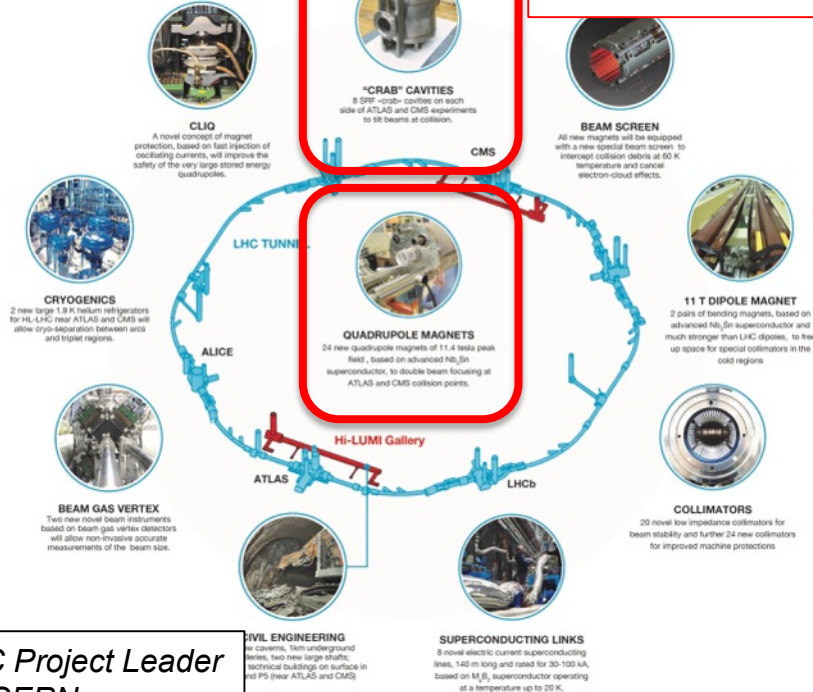 "CRAB" CAVITIES
8 SRF «crab» cavities on each
side of ATLAS and CMS experiments
to tilt beams at collision.
CLIQ
A novel concept of magnet
protection, based on fast injection of
oscillating currents, will improve the
safety of the very large stored energy
quadrupoles.
BEAM SCREEN
All new magnets will be equipped
with a new special beam screen to
intercept collision debris at 60 K
temperature and cancel
electron-cloud effects.
CMS
LHC TUNNEL
CRYOGENICS
2 new large 1.9 K helium refrigerators
for HL-LHC near ATLAS and CMS will
allow cryo-separation between arcs
and triplet regions.
QUADRUPOLE MAGNETS
24 new quadrupole magnets of 11.4 tesla peak
field , based on advanced Nb₃Sn
superconductor, to double beam focusing at
ATLAS and CMS collision points.
11 T DIPOLE MAGNET
2 pairs of bending magnets, based on
advanced Nb₃Sn superconductor and
much stronger than LHC dipoles, to free
up space for special collimators in the
cold regions
ALICE
Hi-LUMI Gallery
ATLAS
LHCb
BEAM GAS VERTEX
Two new novel beam instruments
based on beam gas vertex detectors
will allow non-invasive accurate
measurements of the beam size.
COLLIMATORS
20 novel low impedance collimators for
beam stability and further 24 new collimators
for improved machine protections
CIVIL ENGINEERING
caverns, 1km underground
two new large shafts;
technical buildings on surface in
and P5 (near ATLAS and CMS)
SUPERCONDUCTING LINKS
8 novel electric current superconducting
lines, 140 m long and rated for 30-100 kA,
based on MgB₂ superconductor operating
at a temperature up to 20 K.
C Project Leader
CERN